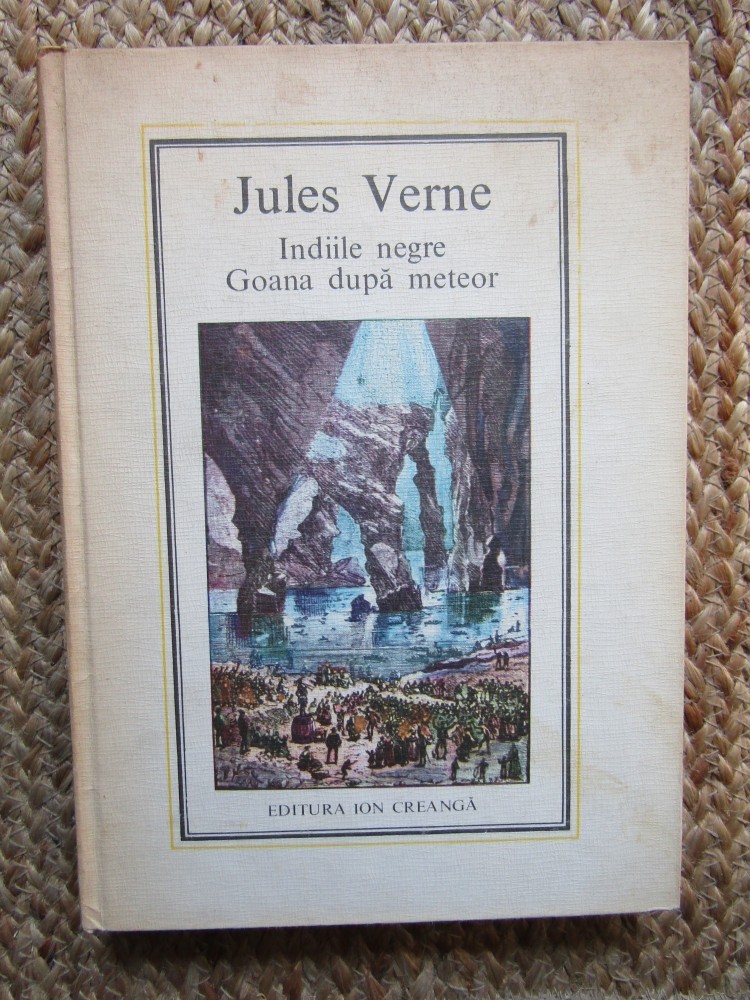 Jules Verne
Indiile negre
Goana după meteor
EDITURA ION CREANGĂ